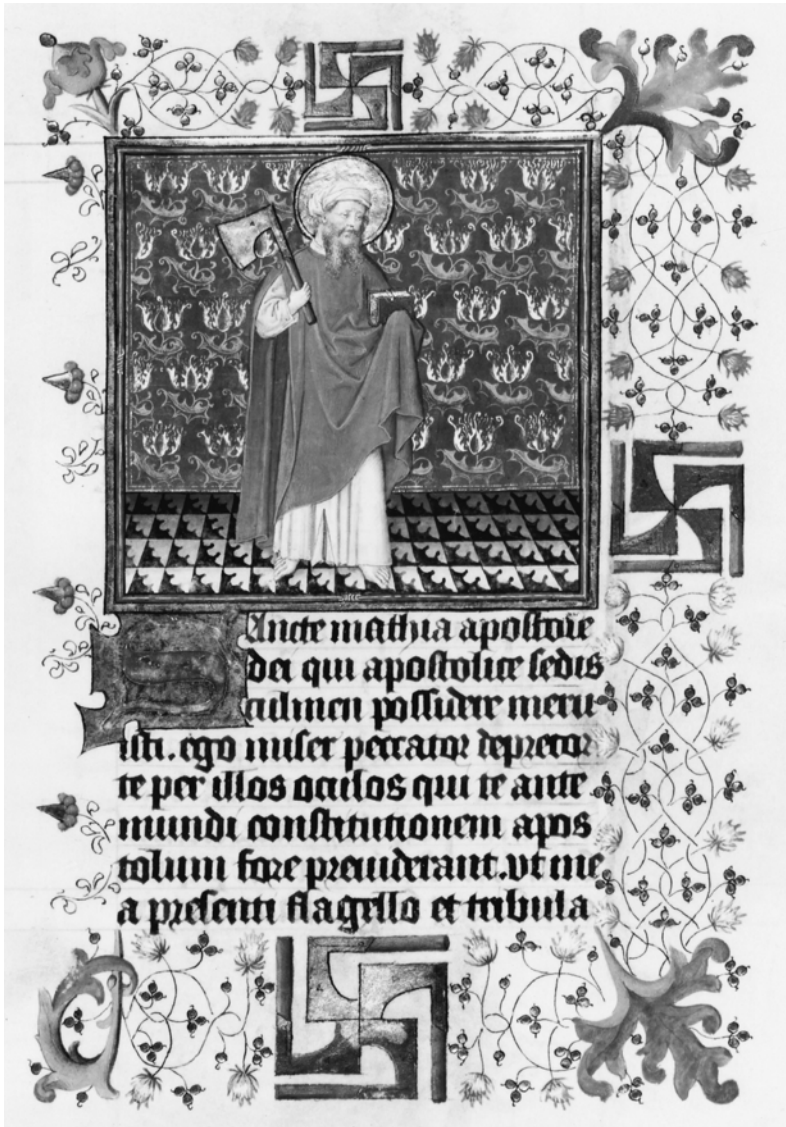 Sancte mathia apostole
dei qui apostolice sedis
culmen possidere meru
isti. ego miser peccator deprecor
te per illos oculos qui te ante
mundi constitutionem apos
tolum fore preuiderant. vt me
a presenti flagello et tribula